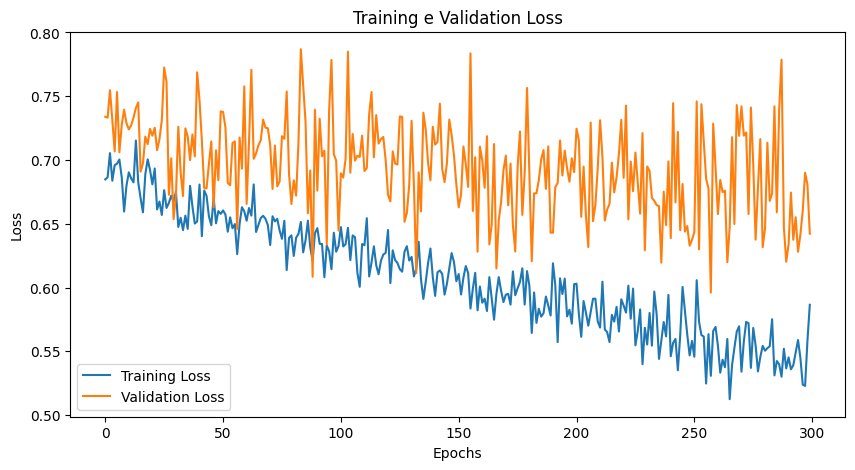 Training e Validation Loss
Loss
0.80
0.75
0.70
0.65
0.60
0.55
0.50
Training Loss
Validation Loss
0
50
100
150
200
250
300
Epochs